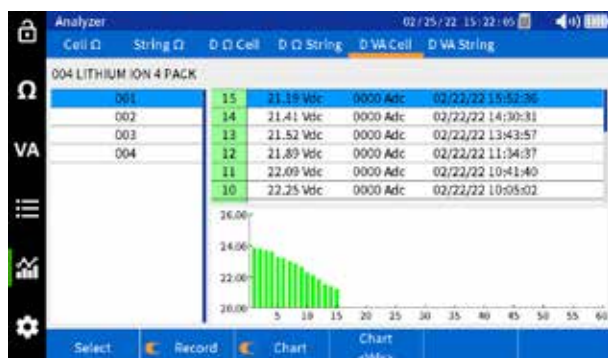 Analyzer 02/25/22 15:22:05
Cell Ω String Ω D Ω Cell D Ω String D VA Cell D VA String
004 LITHIUM ION 4 PACK
Ω
VA
001
002
003
004
15 21.19 Vdc 0000 Adc 02/22/22 15:52:36
14 21.41 Vdc 0000 Adc 02/22/22 14:30:31
13 21.52 Vdc 0000 Adc 02/22/22 13:43:57
12 21.89 Vdc 0000 Adc 02/22/22 11:34:37
11 22.09 Vdc 0000 Adc 02/22/22 10:41:40
10 22.25 Vdc 0000 Adc 02/22/22 10:05:02
26.00
24.00
22.00
20.00
5 10 15 20 25 30 35 40 45 50 55 60
Select Record Chart Chart